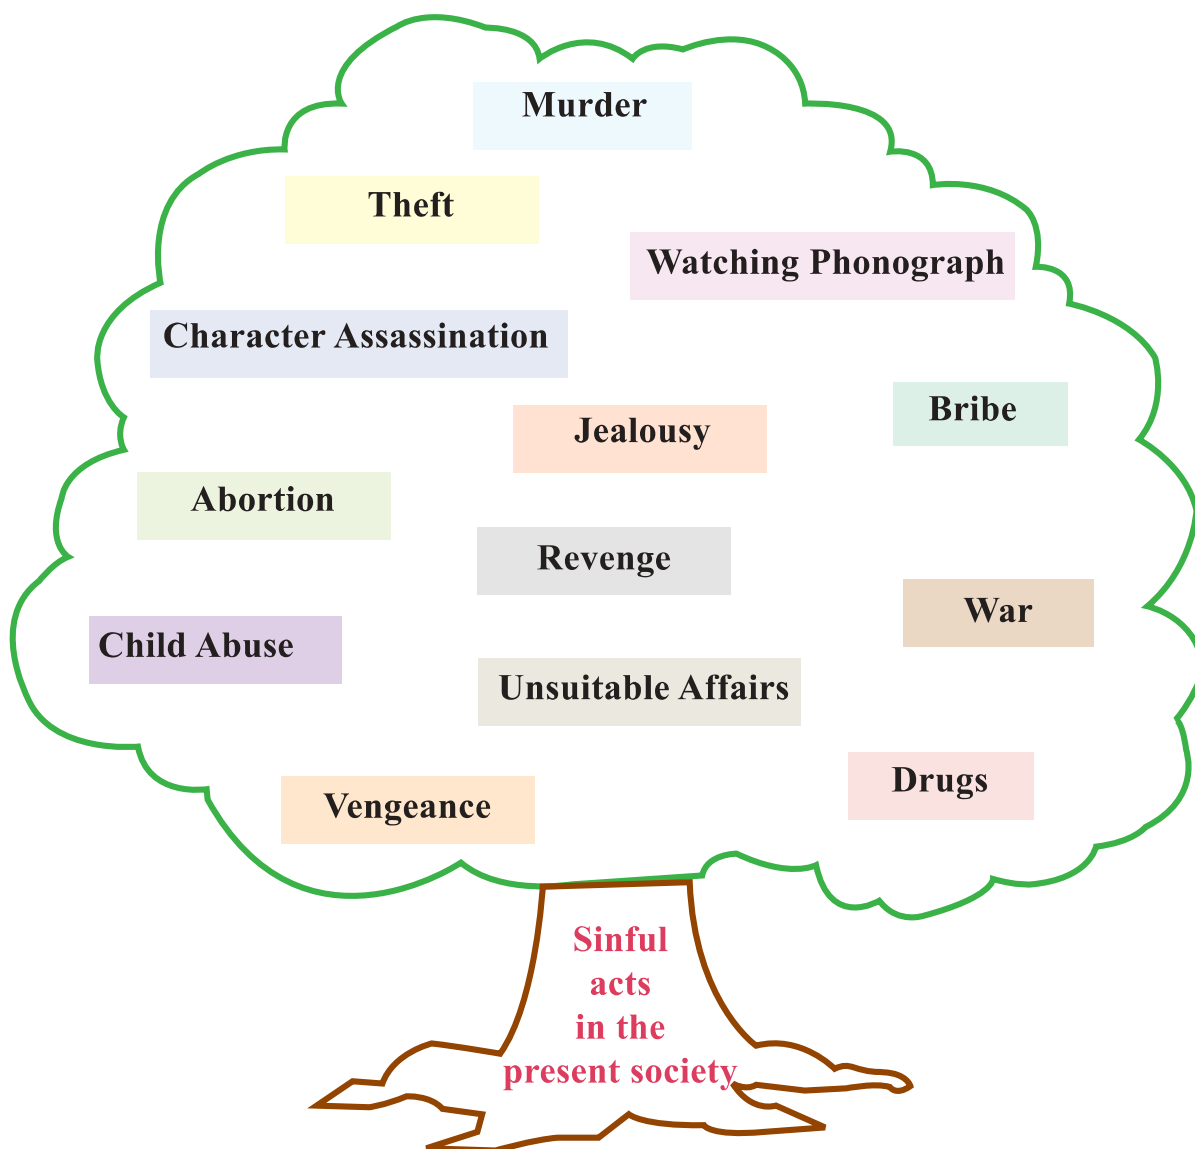 Murder
Theft
Watching Phonograph
Character Assassination
Bribe
Jealousy
Abortion
Revenge
War
Child Abuse
Unsuitable Affairs
Drugs
Vengeance
Sinful
acts
in the
present society